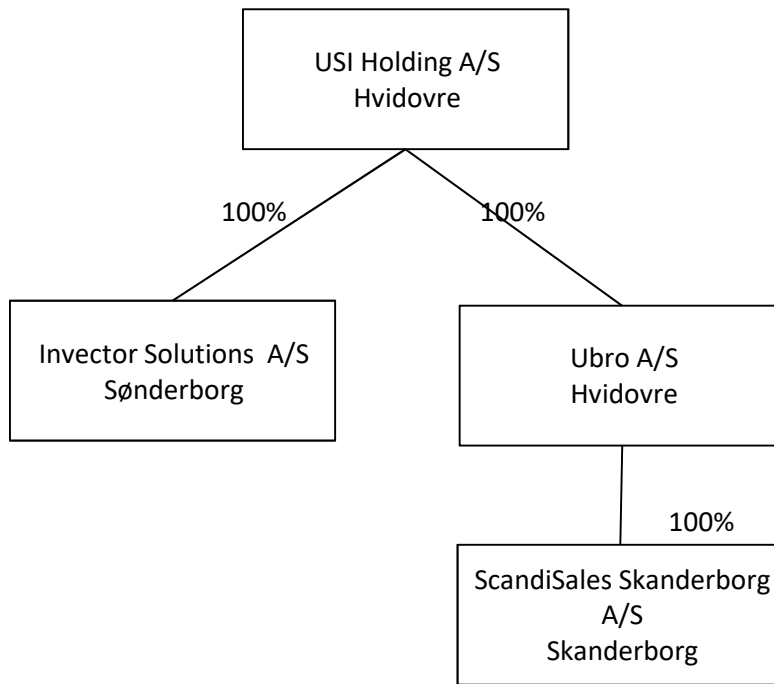 USI Holding A/S
Hvidovre
100%
100%
Invector Solutions  A/S
Sønderborg
Ubro A/S
Hvidovre
100%
ScandiSales Skanderborg
A/S
Skanderborg